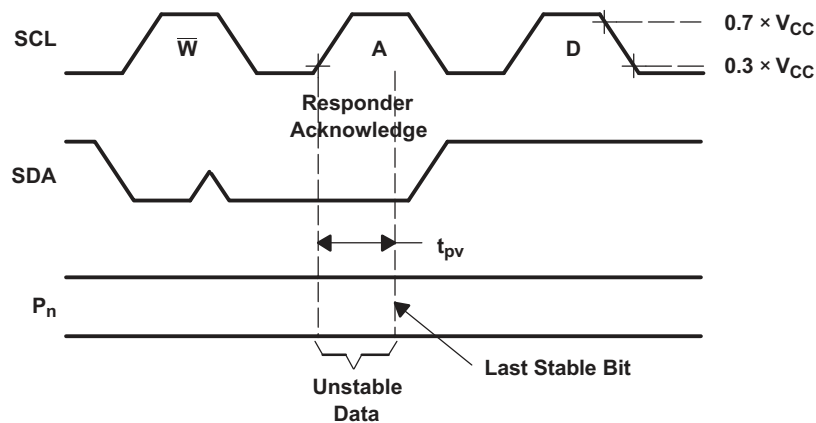 SCL
W̅
A
D
0.7 × VCC
0.3 × VCC
Responder
Acknowledge
SDA
tpv
Pn
Last Stable Bit
Unstable
Data